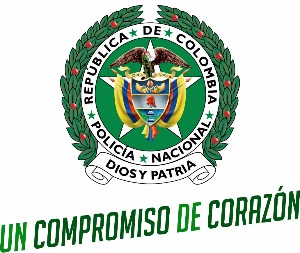 REPÚBLICA ★ DE ★ COLOMBIA
POLICÍA ★ NACIONAL
DIOS Y PATRIA
UN COMPROMISO DE CORAZÓN